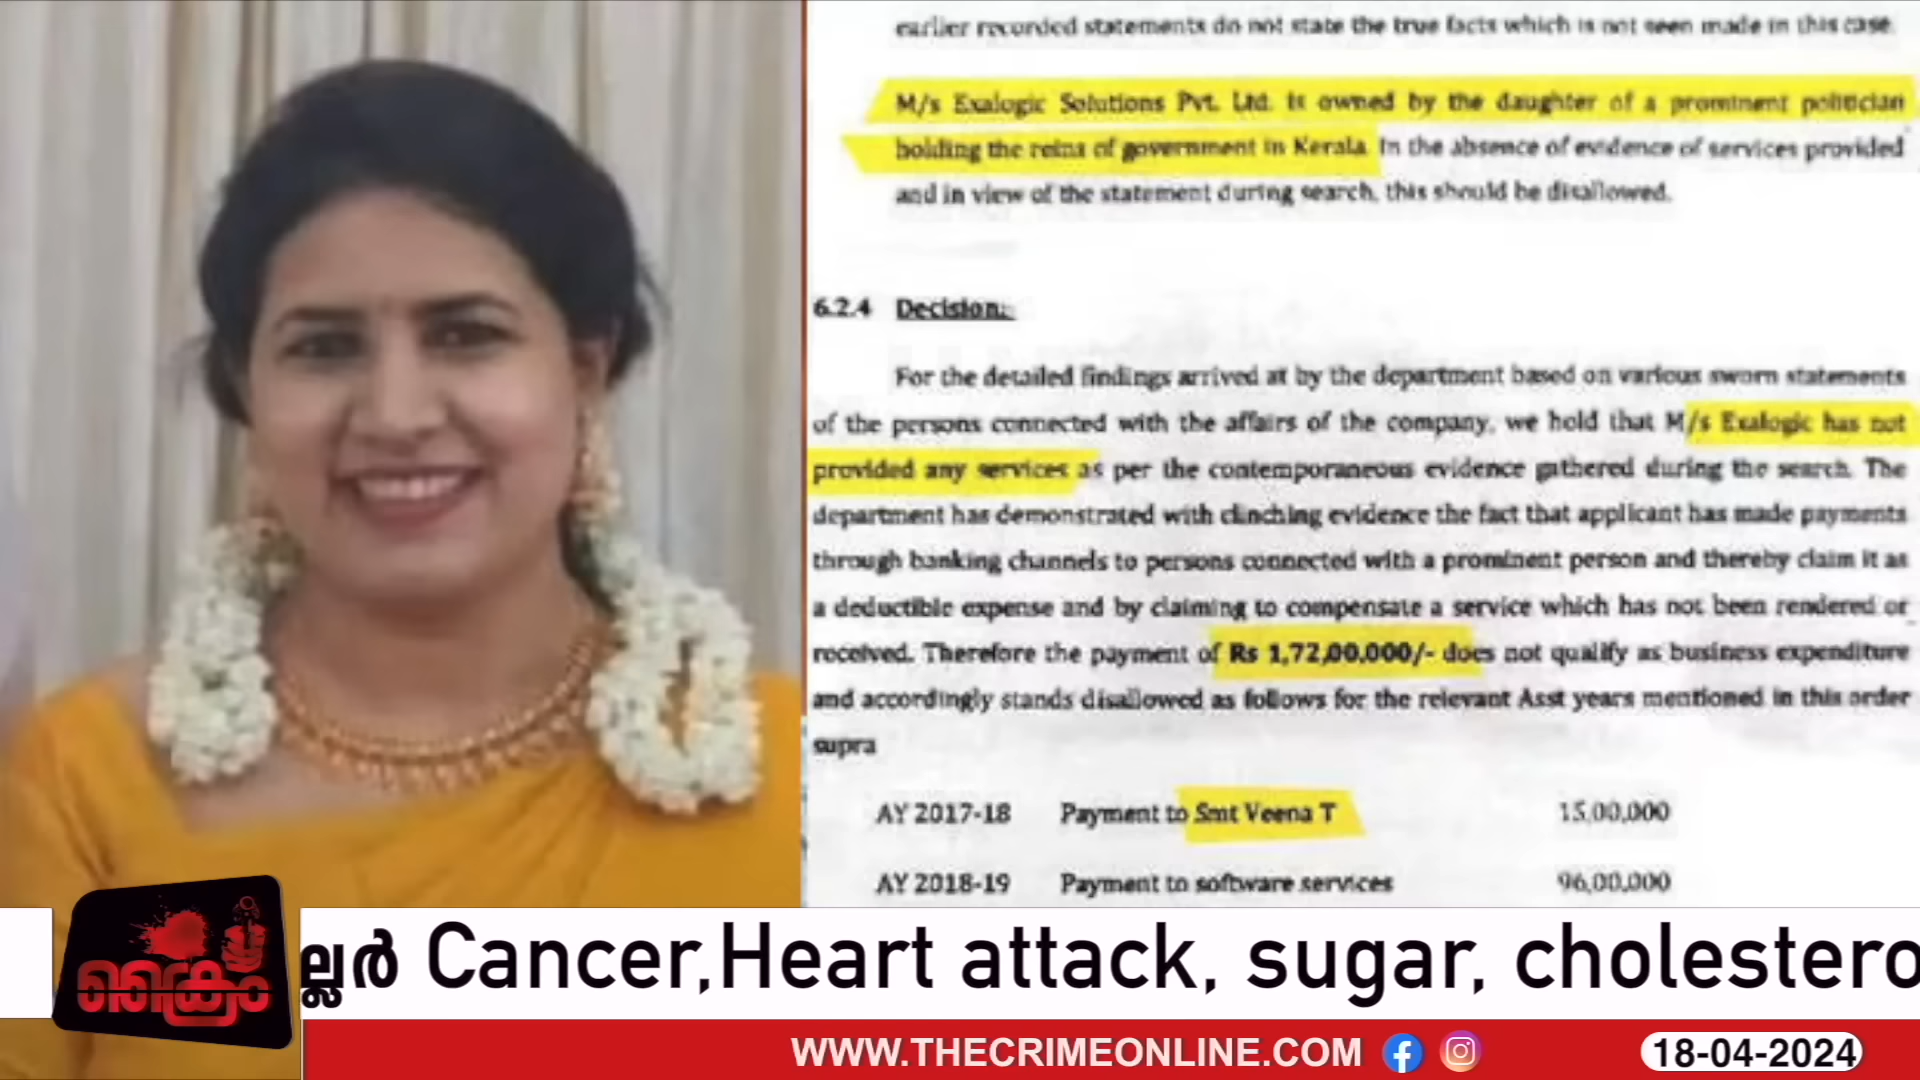 earlier recorded statements do not state the true facts which is not seen made in this case.
M/s Exalogic Solutions Pvt. Ltd. is owned by the daughter of a prominent politician
holding the reins of government in Kerala. In the absence of evidence of services provided
and in view of the statement during search, this should be disallowed.
6.2.4 Decision:
For the detailed findings arrived at by the department based on various sworn statements
of the persons connected with the affairs of the company, we hold that M/s Exalogic has not
provided any services as per the contemporaneous evidence gathered during the search. The
department has demonstrated with clinching evidence the fact that applicant has made payments
through banking channels to persons connected with a prominent person and thereby claim it as
a deductible expense and by claiming to compensate a service which has not been rendered or
received. Therefore the payment of Rs 1,72,00,000/- does not qualify as business expenditure
and accordingly stands disallowed as follows for the relevant Asst years mentioned in this order
supra
AY 2017-18 Payment to Smt Veena T 15,00,000
AY 2018-19 Payment to software services 96,00,000
ക്രൈം
ല്ലർ Cancer,Heart attack, sugar, cholestero
WWW.THECRIMEONLINE.COM
18-04-2024